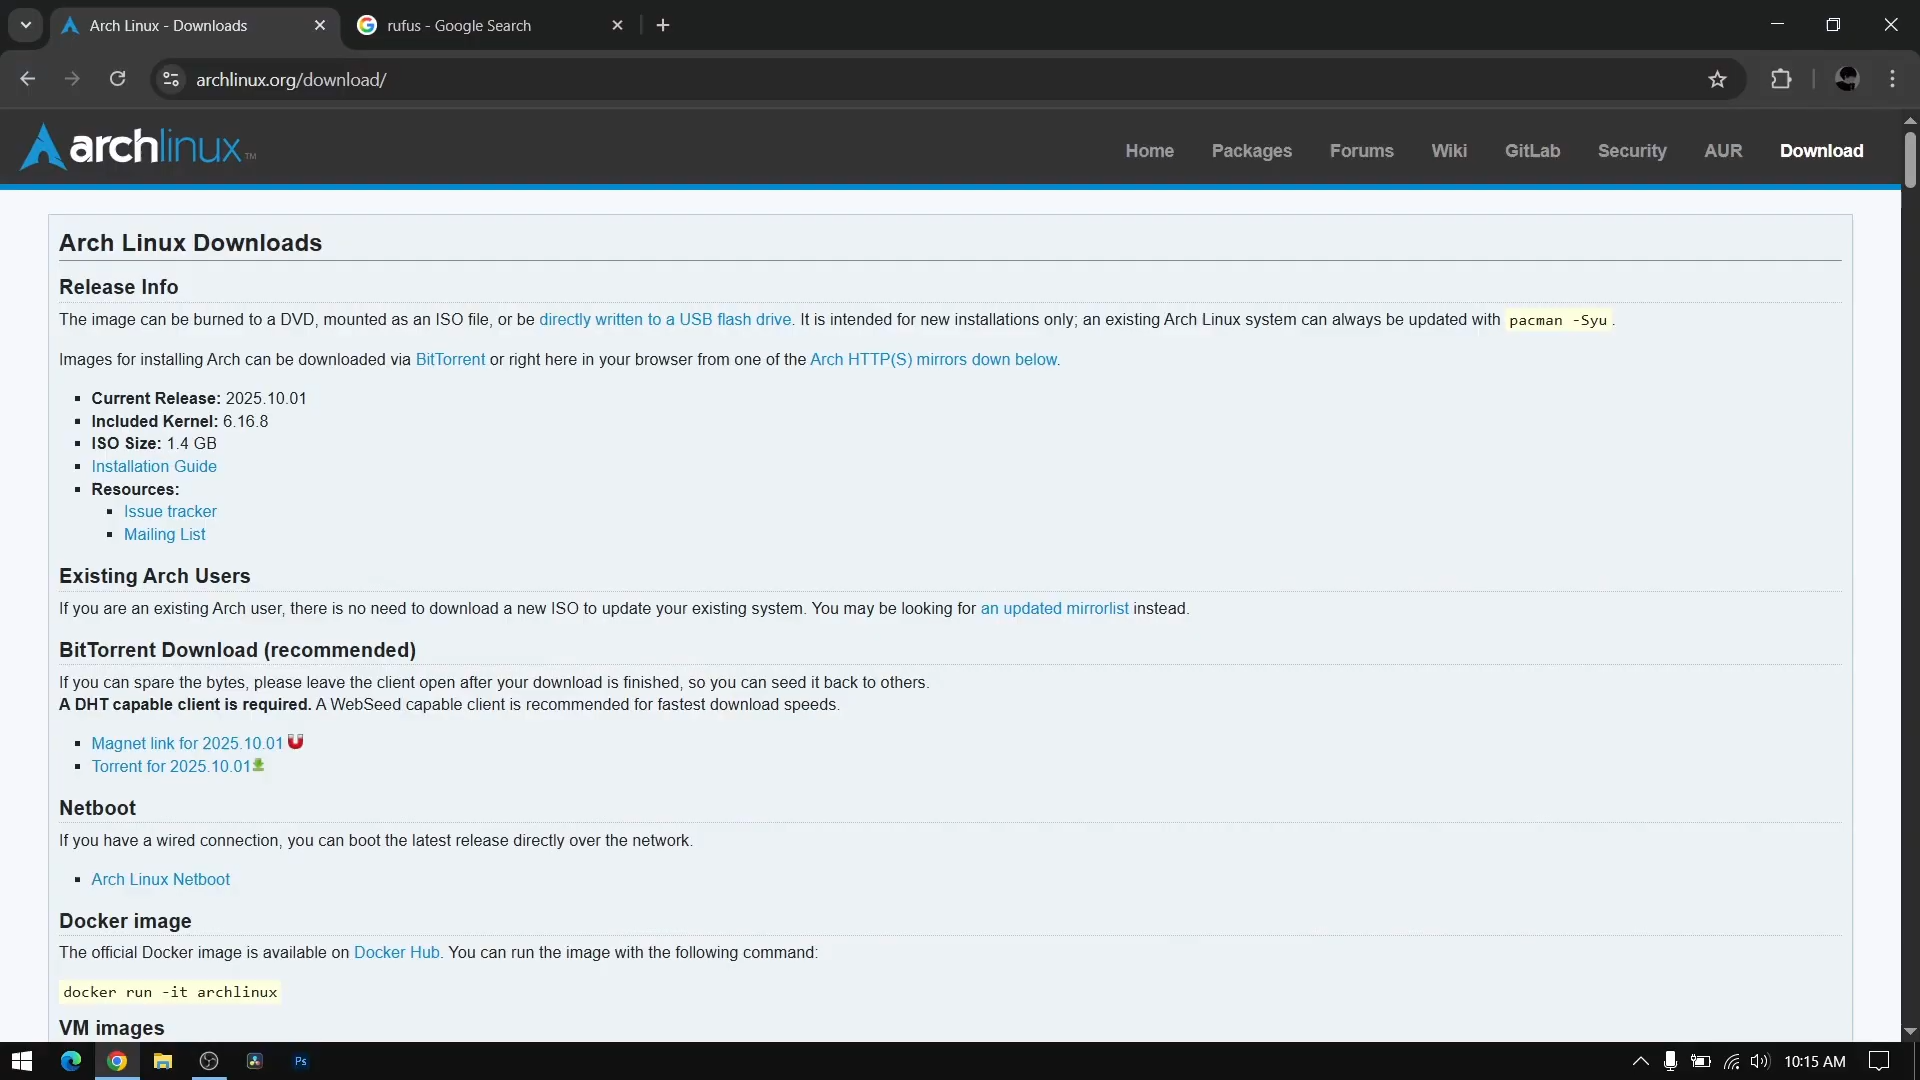 Arch Linux - Downloads
rufus - Google Search
archlinux.org/download/
archlinux™
Home
Packages
Forums
Wiki
GitLab
Security
AUR
Download
Arch Linux Downloads
Release Info
The image can be burned to a DVD, mounted as an ISO file, or be directly written to a USB flash drive. It is intended for new installations only; an existing Arch Linux system can always be updated with pacman -Syu.
Images for installing Arch can be downloaded via BitTorrent or right here in your browser from one of the Arch HTTP(S) mirrors down below.
Current Release: 2025.10.01
Included Kernel: 6.16.8
ISO Size: 1.4 GB
Installation Guide
Resources:
Issue tracker
Mailing List
Existing Arch Users
If you are an existing Arch user, there is no need to download a new ISO to update your existing system. You may be looking for an updated mirrorlist instead.
BitTorrent Download (recommended)
If you can spare the bytes, please leave the client open after your download is finished, so you can seed it back to others.
A DHT capable client is required. A WebSeed capable client is recommended for fastest download speeds.
Magnet link for 2025.10.01
Torrent for 2025.10.01
Netboot
If you have a wired connection, you can boot the latest release directly over the network.
Arch Linux Netboot
Docker image
The official Docker image is available on Docker Hub. You can run the image with the following command:
docker run -it archlinux
VM images
Ps
10:15 AM